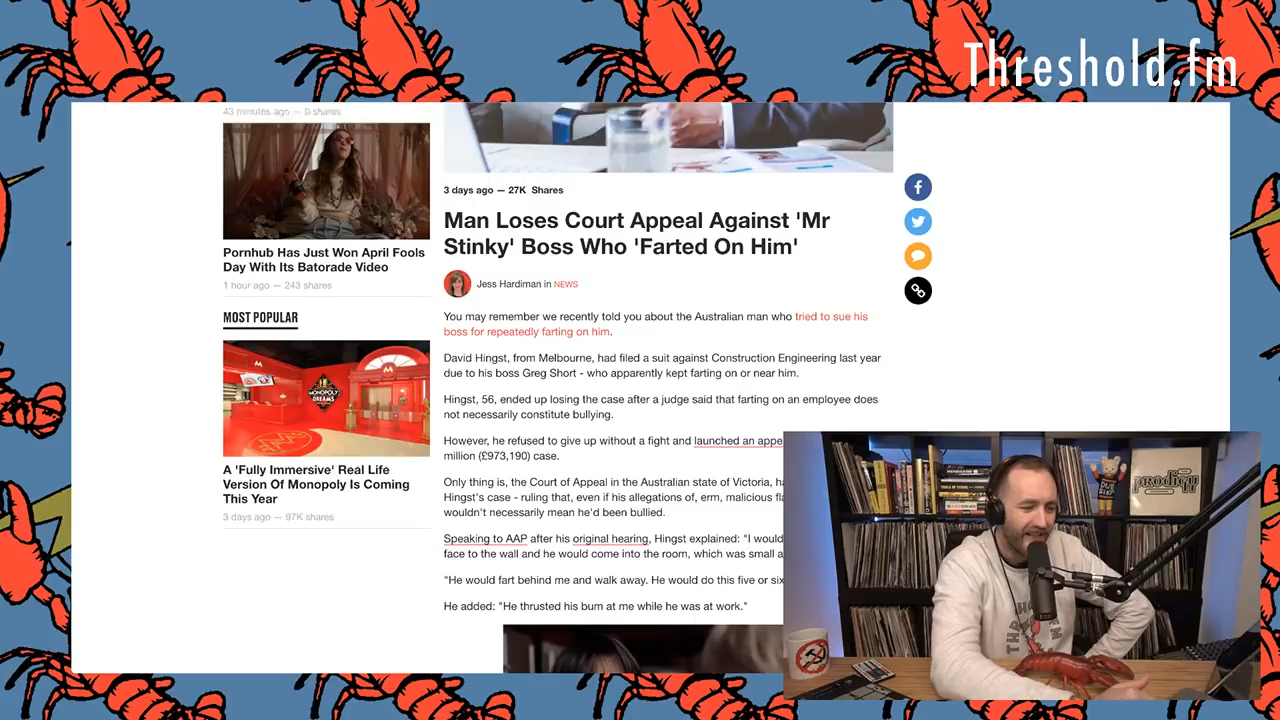 Threshold.fm
43 minutes ago — 0 shares
Pornhub Has Just Won April Fools
Day With Its Batorade Video
1 hour ago — 243 shares
MOST POPULAR
MONOPOLY
DREAMS
A 'Fully Immersive' Real Life
Version Of Monopoly Is Coming
This Year
3 days ago — 97K shares
3 days ago — 27K Shares
Man Loses Court Appeal Against 'Mr
Stinky' Boss Who 'Farted On Him'
Jess Hardiman in NEWS
You may remember we recently told you about the Australian man who tried to sue his
boss for repeatedly farting on him.
David Hingst, from Melbourne, had filed a suit against Construction Engineering last year
due to his boss Greg Short - who apparently kept farting on or near him.
Hingst, 56, ended up losing the case after a judge said that farting on an employee does
not necessarily constitute bullying.
However, he refused to give up without a fight and launched an appe
million (£973,190) case.
Only thing is, the Court of Appeal in the Australian state of Victoria, ha
Hingst's case - ruling that, even if his allegations of, erm, malicious fla
wouldn't necessarily mean he'd been bullied.
Speaking to AAP after his original hearing, Hingst explained: "I would
face to the wall and he would come into the room, which was small a
"He would fart behind me and walk away. He would do this five or six
He added: "He thrusted his bum at me while he was at work."
DUB
STEP
prodigy